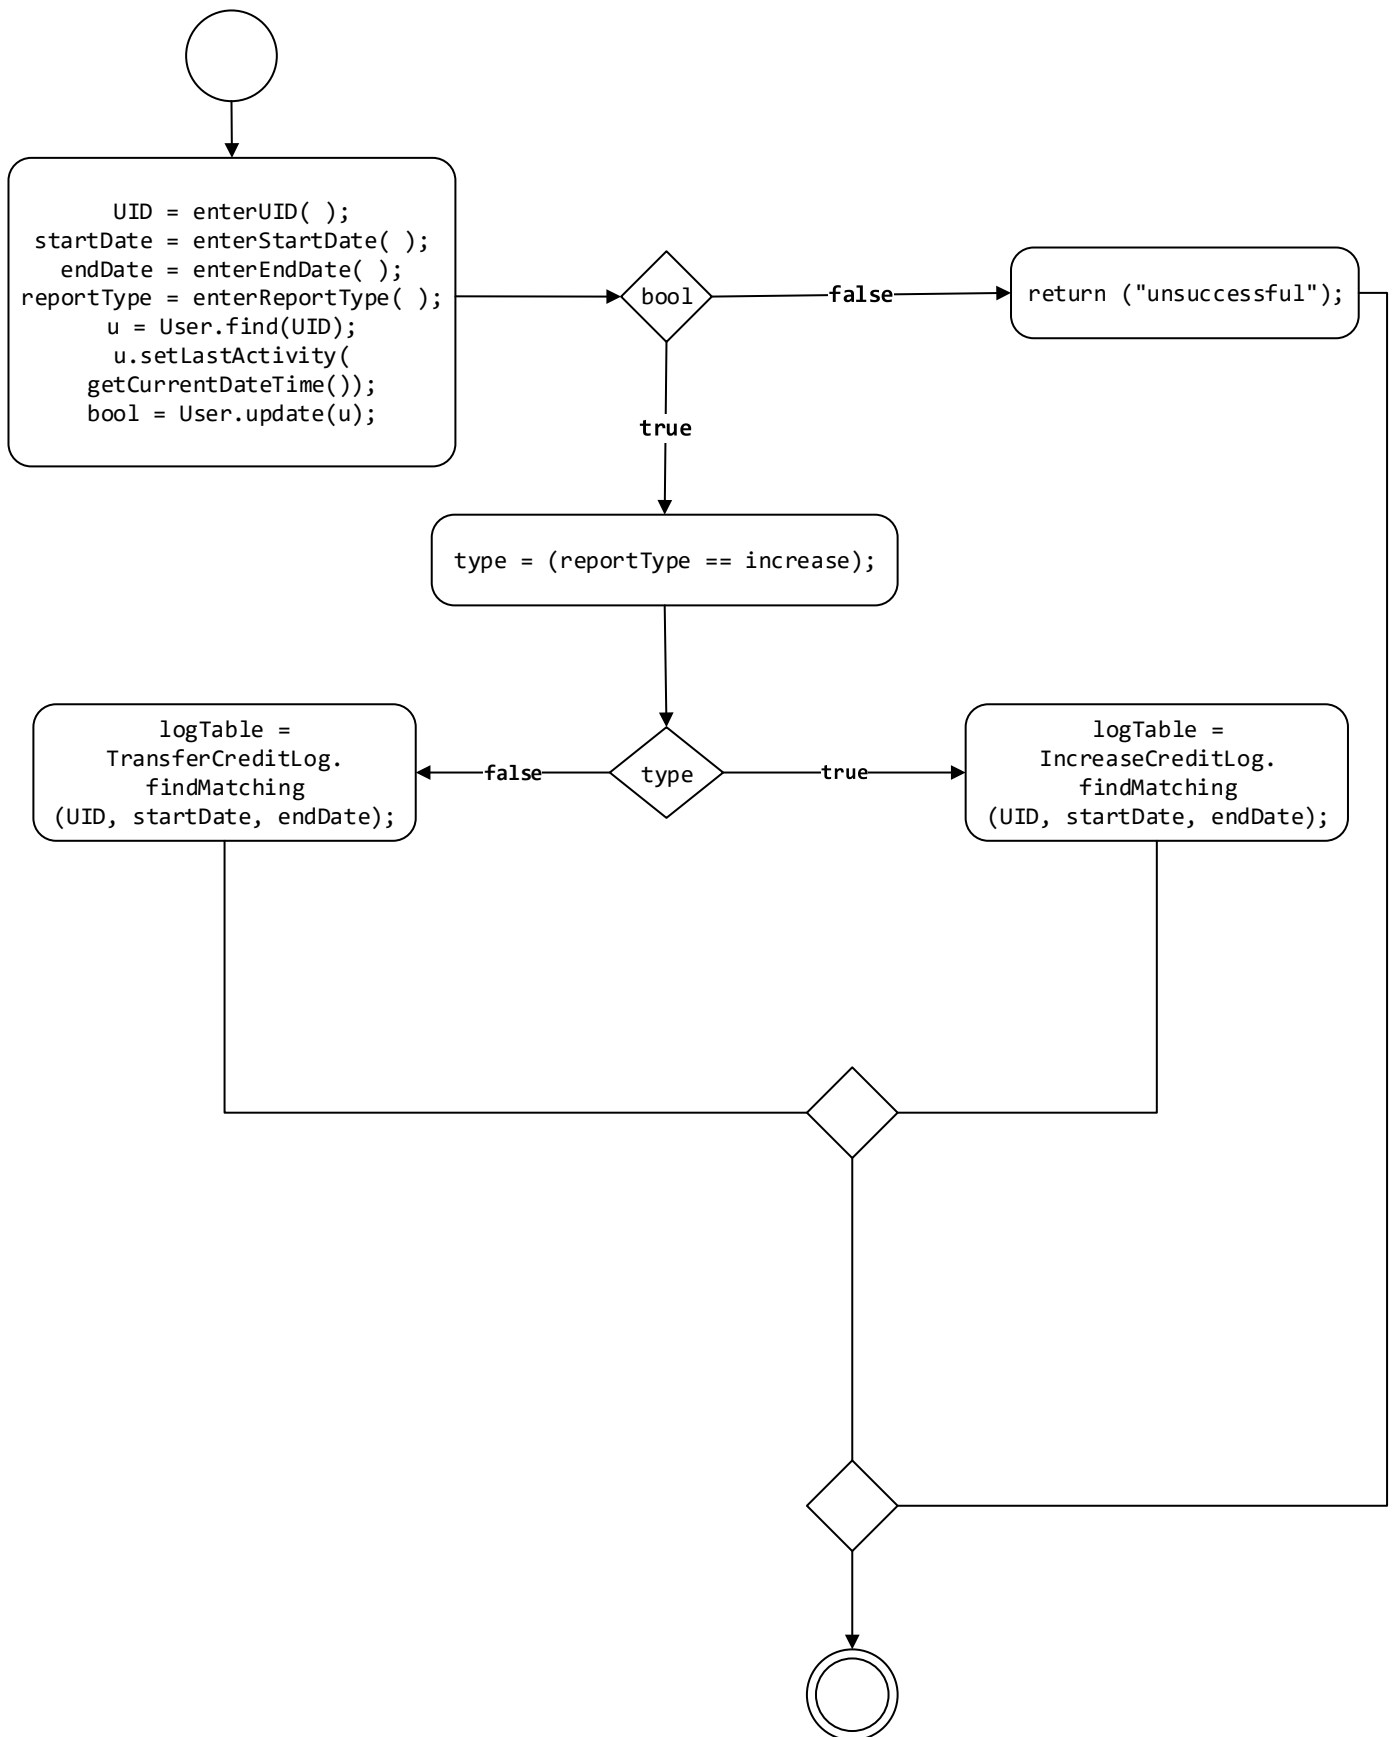 UID = enterUID( );
startDate = enterStartDate( );
endDate = enterEndDate( );
reportType = enterReportType( );
u = User.find(UID);
u.setLastActivity(
getCurrentDateTime());
bool = User.update(u);
bool
false
return ("unsuccessful");
true
type = (reportType == increase);
logTable =
TransferCreditLog.
findMatching
(UID, startDate, endDate);
false
type
true
logTable =
IncreaseCreditLog.
findMatching
(UID, startDate, endDate);